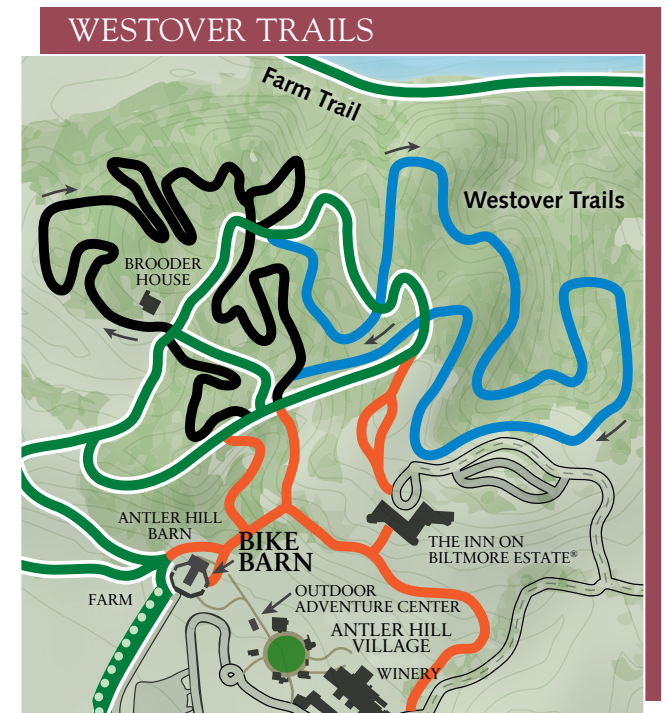 WESTOVER TRAILS
Farm Trail
Westover Trails
BROODER
HOUSE
ANTLER HILL
BARN
BIKE
BARN
THE INN ON
BILTMORE ESTATE®
FARM
OUTDOOR
ADVENTURE CENTER
ANTLER HILL
VILLAGE
WINERY